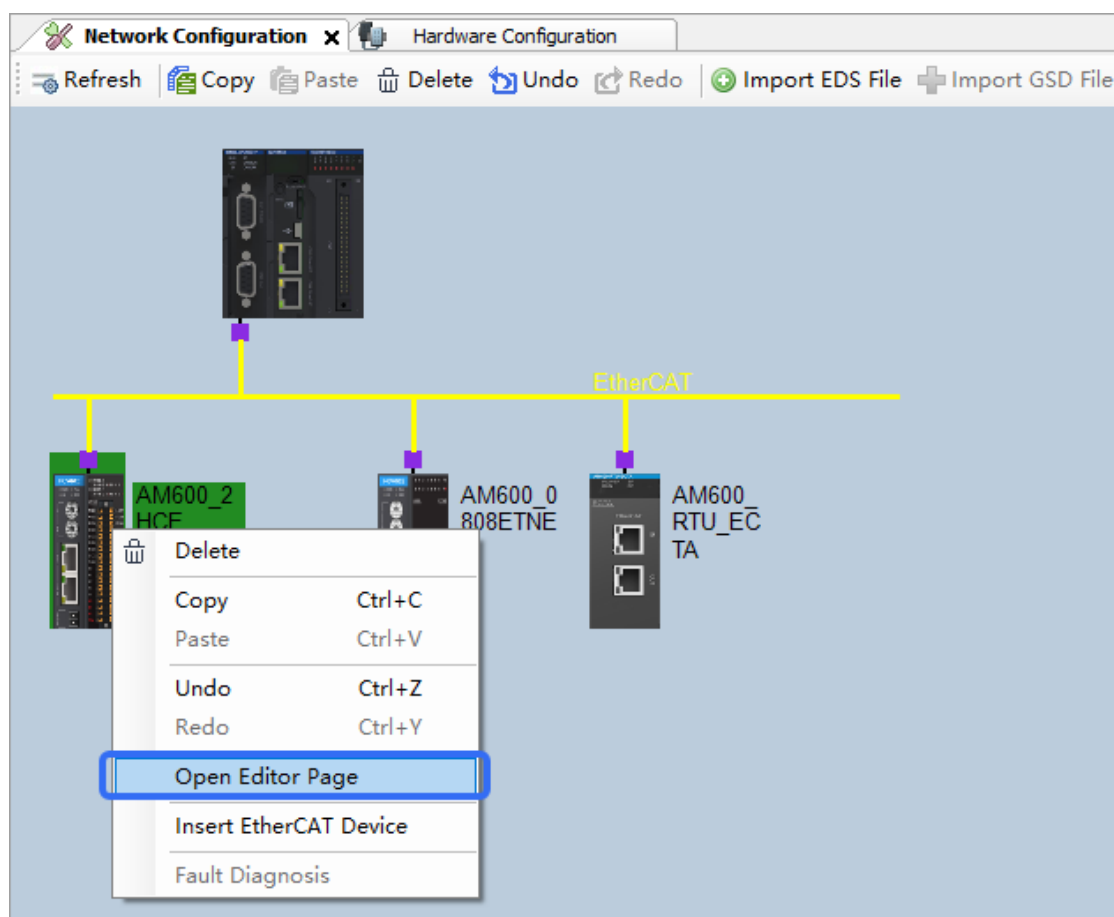 Network Configuration
Hardware Configuration
Refresh Copy Paste Delete Undo Redo Import EDS File Import GSD File
EtherCAT
AM600_2
HCE
AM600_0
808ETNE
AM600_
RTU_EC
TA
Delete
Copy Ctrl+C
Paste Ctrl+V
Undo Ctrl+Z
Redo Ctrl+Y
Open Editor Page
Insert EtherCAT Device
Fault Diagnosis